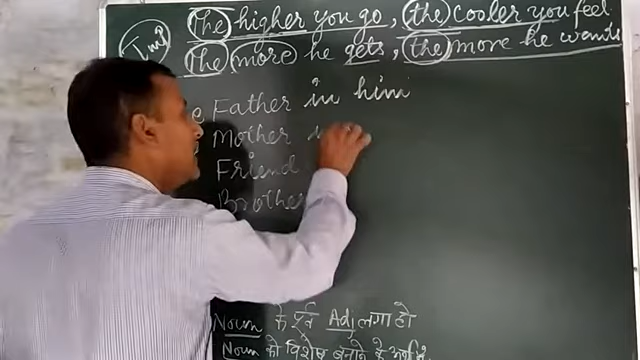 Imp The higher you go, the cooler you feel
The more he gets, the more he wants
Father in him
Mother
Friend
Brother
Noun के पूर्व Adj लगा हो
Noun को विशेष बनाने के